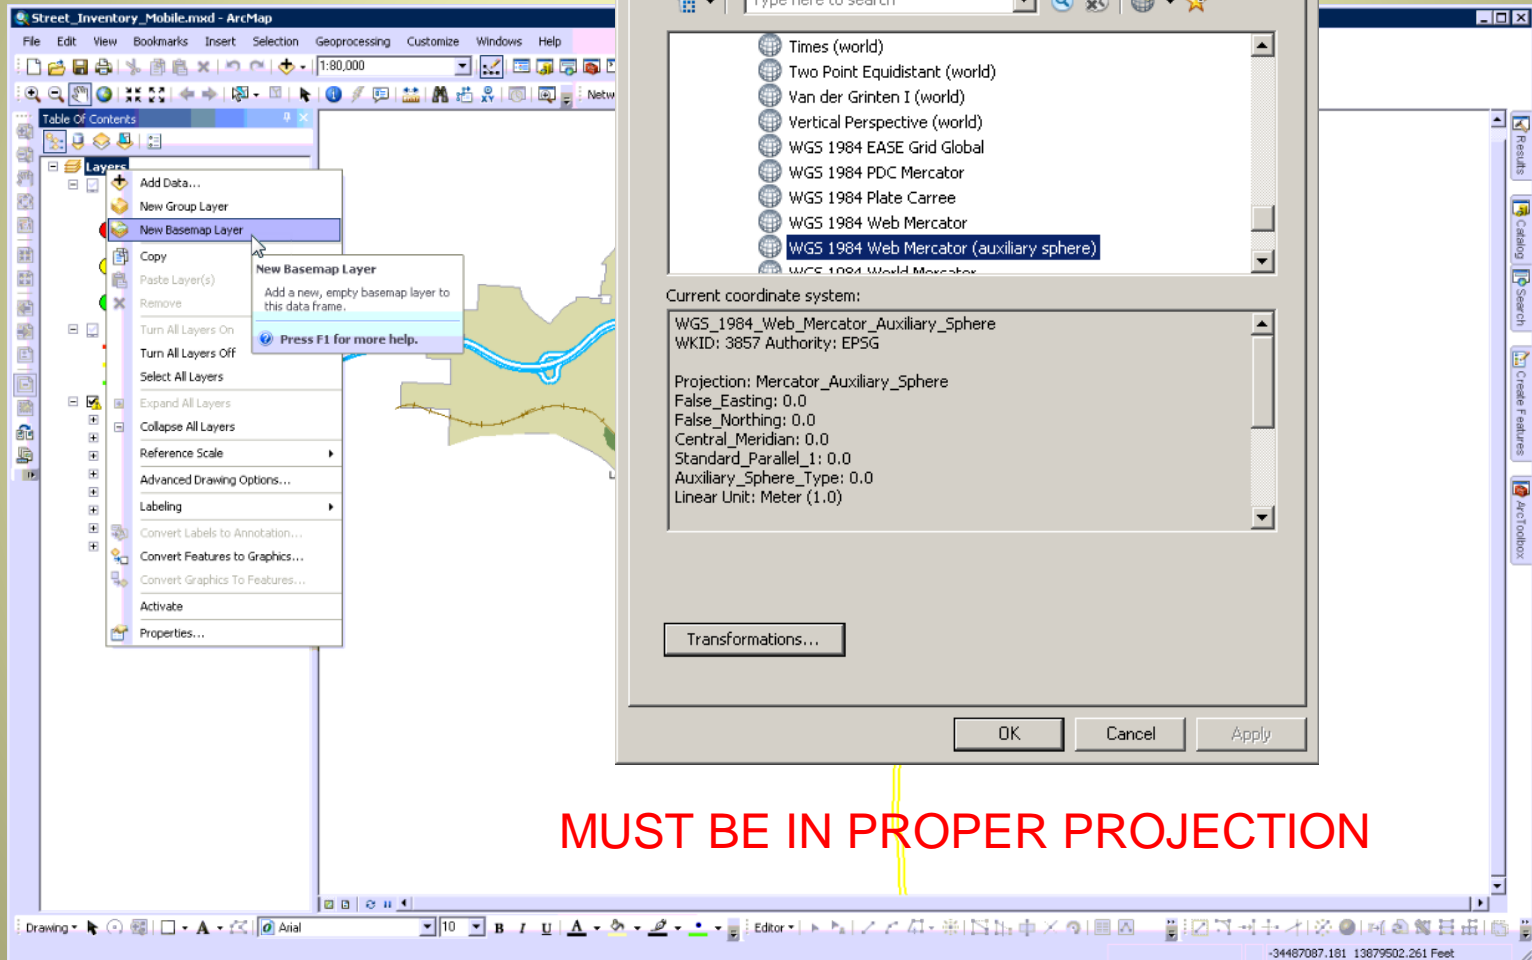 Street_Inventory_Mobile.mxd - ArcMap
File Edit View Bookmarks Insert Selection Geoprocessing Customize Windows Help
1:80,000
Netw
Table Of Contents
Layers
Add Data...
New Group Layer
New Basemap Layer
Copy
Paste Layer(s)
Remove
Turn All Layers On
Turn All Layers Off
Select All Layers
Expand All Layers
Collapse All Layers
Reference Scale
Advanced Drawing Options...
Labeling
Convert Labels to Annotation...
Convert Features to Graphics...
Convert Graphics To Features...
Activate
Properties...
New Basemap Layer
Add a new, empty basemap layer to
this data frame.
Press F1 for more help.
Type here to search
Times (world)
Two Point Equidistant (world)
Van der Grinten I (world)
Vertical Perspective (world)
WGS 1984 EASE Grid Global
WGS 1984 PDC Mercator
WGS 1984 Plate Carree
WGS 1984 Web Mercator
WGS 1984 Web Mercator (auxiliary sphere)
WGS 1984 World Mercator
Current coordinate system:
WGS_1984_Web_Mercator_Auxiliary_Sphere
WKID: 3857 Authority: EPSG
Projection: Mercator_Auxiliary_Sphere
False_Easting: 0.0
False_Northing: 0.0
Central_Meridian: 0.0
Standard_Parallel_1: 0.0
Auxiliary_Sphere_Type: 0.0
Linear Unit: Meter (1.0)
Transformations...
OK Cancel Apply
Results
Catalog
Search
Create Features
ArcToolbox
MUST BE IN PROPER PROJECTION
Drawing A Arial 10 B I U A Editor
-34487087.181 13879502.261 Feet